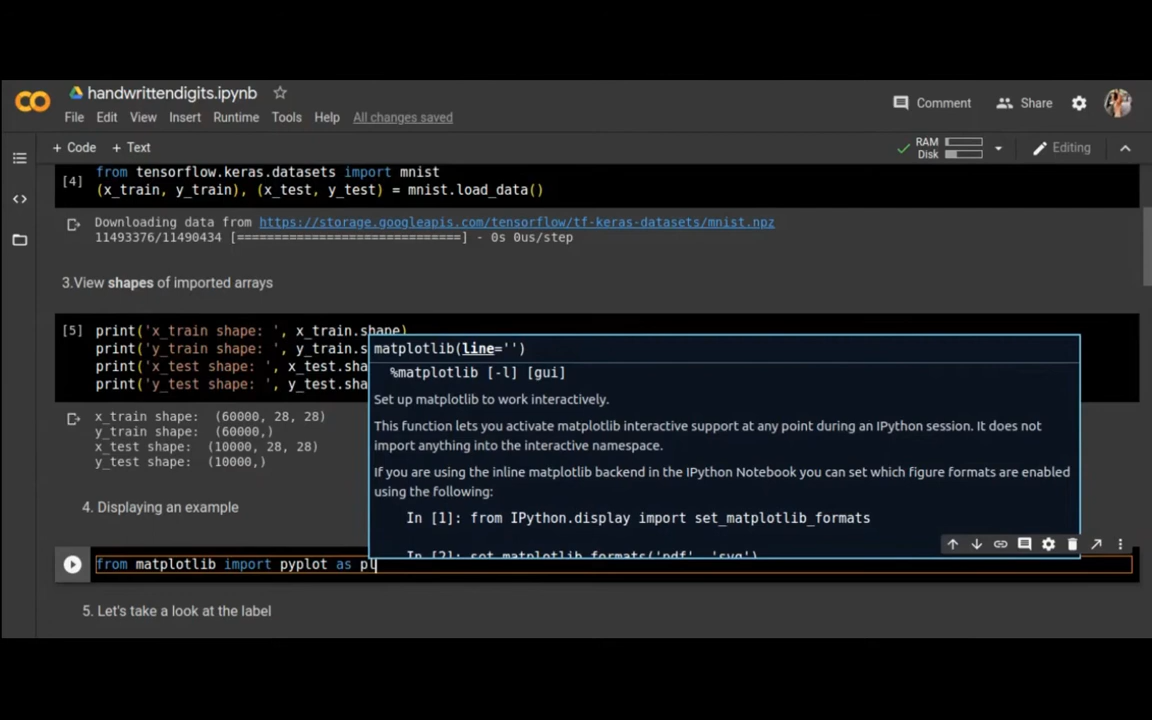 handwrittendigits.ipynb
Comment Share
File Edit View Insert Runtime Tools Help All changes saved
+ Code + Text
RAM
Disk
Editing
[4] from tensorflow.keras.datasets import mnist
(x_train, y_train), (x_test, y_test) = mnist.load_data()
Downloading data from https://storage.googleapis.com/tensorflow/tf-keras-datasets/mnist.npz
11493376/11490434 [==============================] - 0s 0us/step
3.View shapes of imported arrays
[5] print('x_train shape: ', x_train.shape)
print('y_train shape: ', y_train.s
print('x_test shape: ', x_test.sha
print('y_test shape: ', y_test.sha
matplotlib(line='')
%matplotlib [-l] [gui]
Set up matplotlib to work interactively.
This function lets you activate matplotlib interactive support at any point during an IPython session. It does not
import anything into the interactive namespace.
If you are using the inline matplotlib backend in the IPython Notebook you can set which figure formats are enabled
using the following:
In [1]: from IPython.display import set_matplotlib_formats
In [2]: set_matplotlib_formats('pdf', 'svg')
x_train shape: (60000, 28, 28)
y_train shape: (60000,)
x_test shape: (10000, 28, 28)
y_test shape: (10000,)
4. Displaying an example
from matplotlib import pyplot as pl
5. Let's take a look at the label